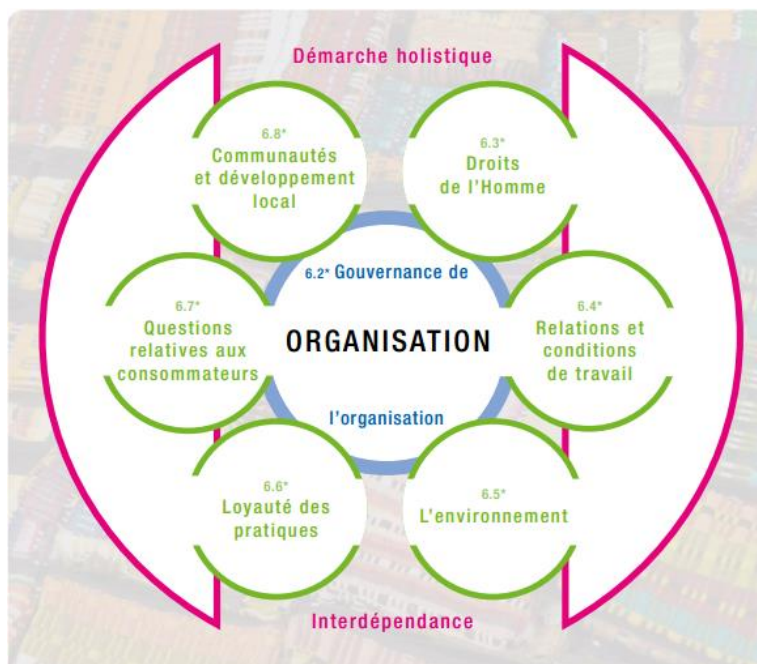 Démarche holistique
6.8*
Communautés
et développement
local
6.3*
Droits
de l'Homme
6.2* Gouvernance de
6.7*
Questions
relatives aux
consommateurs
ORGANISATION
6.4*
Relations et
conditions
de travail
l'organisation
6.6*
Loyauté des
pratiques
6.5*
L'environnement
Interdépendance